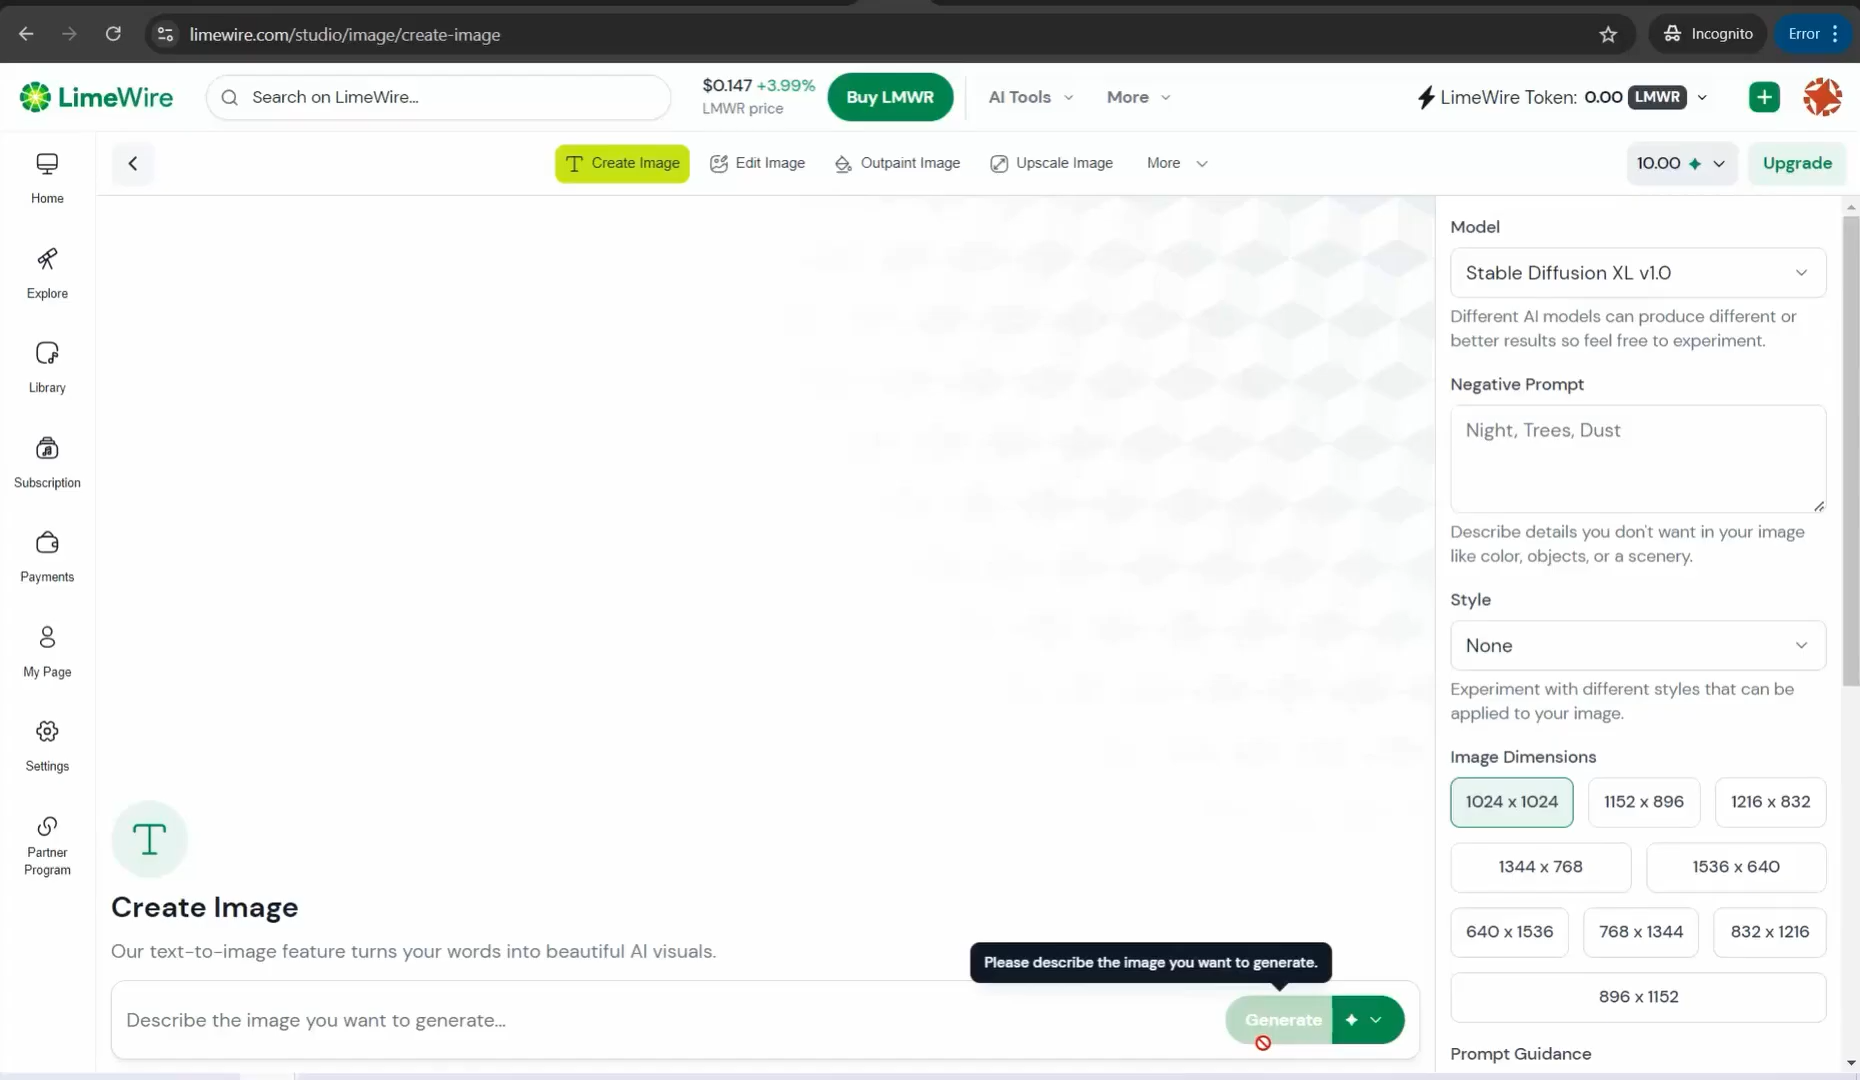 limewire.com/studio/image/create-image
Incognito
Error
LimeWire
Search on LimeWire...
$0.147 +3.99%
LMWR price
Buy LMWR
AI Tools
More
LimeWire Token: 0.00 LMWR
Create Image
Edit Image
Outpaint Image
Upscale Image
More
10.00
Upgrade
Home
Explore
Library
Subscription
Payments
My Page
Settings
Partner
Program
Model
Stable Diffusion XL v1.0
Different AI models can produce different or
better results so feel free to experiment.
Negative Prompt
Night, Trees, Dust
Describe details you don't want in your image
like color, objects, or a scenery.
Style
None
Experiment with different styles that can be
applied to your image.
Image Dimensions
1024 x 1024
1152 x 896
1216 x 832
1344 x 768
1536 x 640
640 x 1536
768 x 1344
832 x 1216
896 x 1152
Prompt Guidance
Create Image
Our text-to-image feature turns your words into beautiful AI visuals.
Please describe the image you want to generate.
Describe the image you want to generate...
Generate